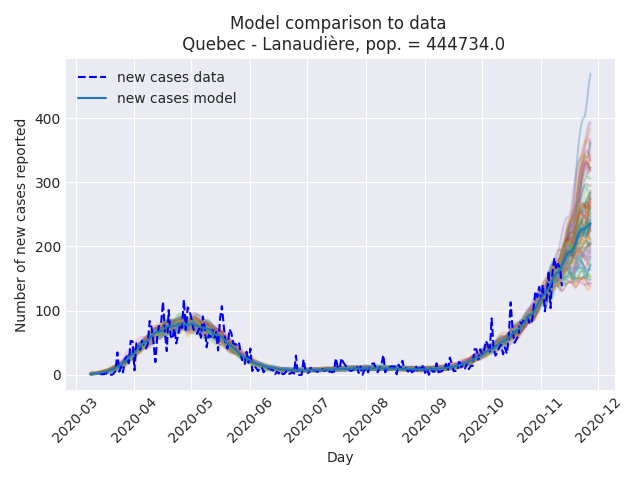 Model comparison to data
Quebec - Lanaudière, pop. = 444734.0
new cases data
new cases model
Number of new cases reported
400
300
200
100
0
2020-03
2020-04
2020-05
2020-06
2020-07
2020-08
2020-09
2020-10
2020-11
2020-12
Day